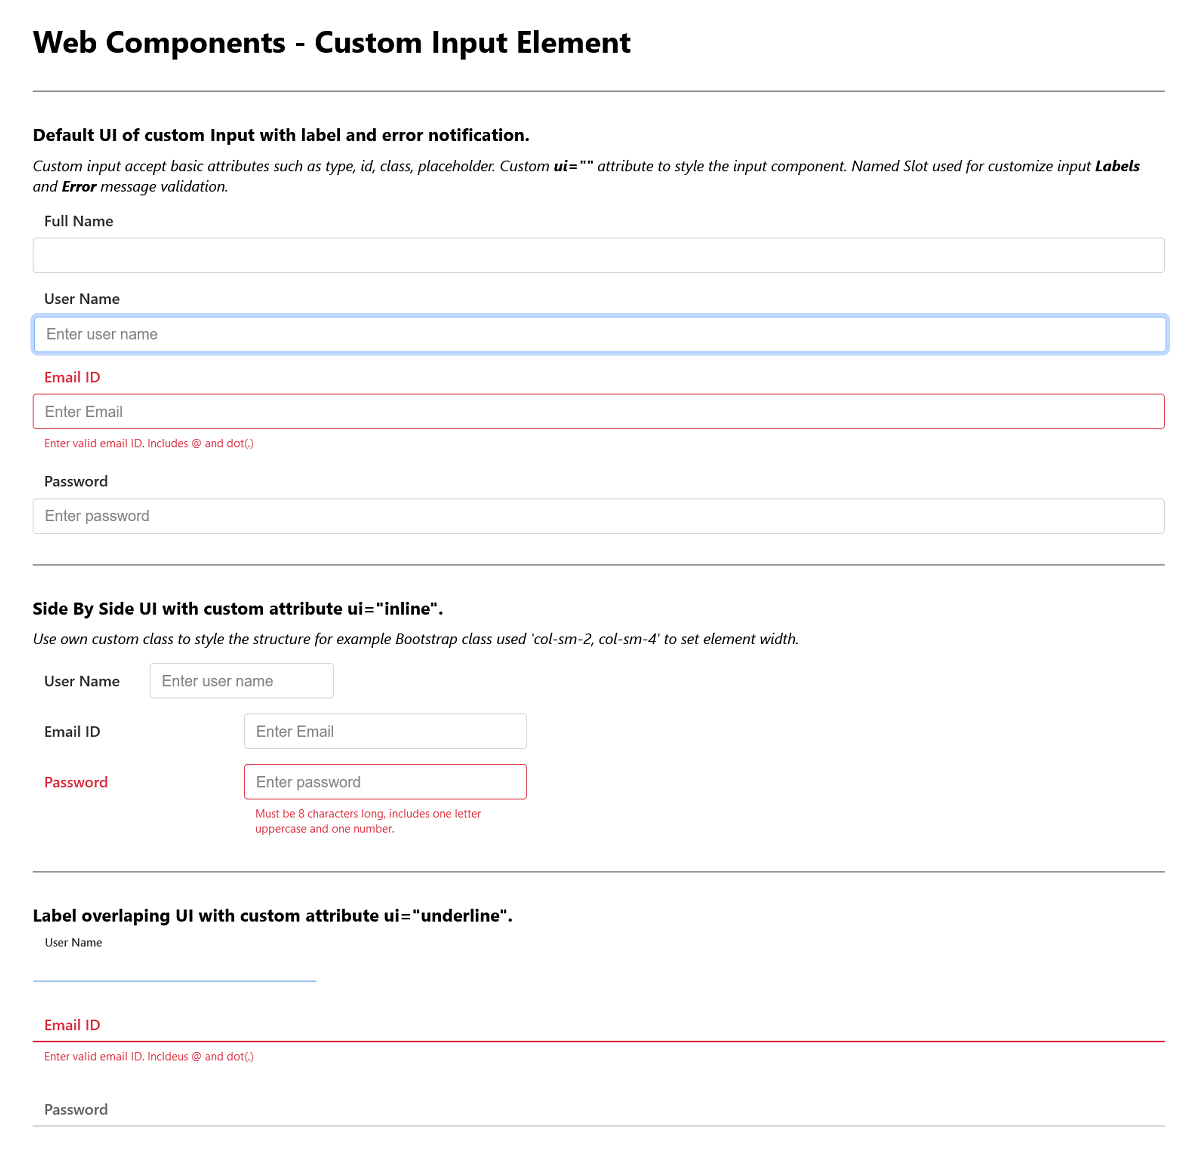 Web Components - Custom Input Element
Default UI of custom Input with label and error notification.
Custom input accept basic attributes such as type, id, class, placeholder. Custom ui="" attribute to style the input component. Named Slot used for customize input Labels
and Error message validation.
Full Name
User Name
Enter user name
Email ID
Enter Email
Enter valid email ID. Includes @ and dot(.)
Password
Enter password
Side By Side UI with custom attribute ui="inline".
Use own custom class to style the structure for example Bootstrap class used 'col-sm-2, col-sm-4' to set element width.
User Name Enter user name
Email ID Enter Email
Password Enter password
Must be 8 characters long, includes one letter
uppercase and one number.
Label overlaping UI with custom attribute ui="underline".
User Name
Email ID
Enter valid email ID. Incldeus @ and dot(.)
Password